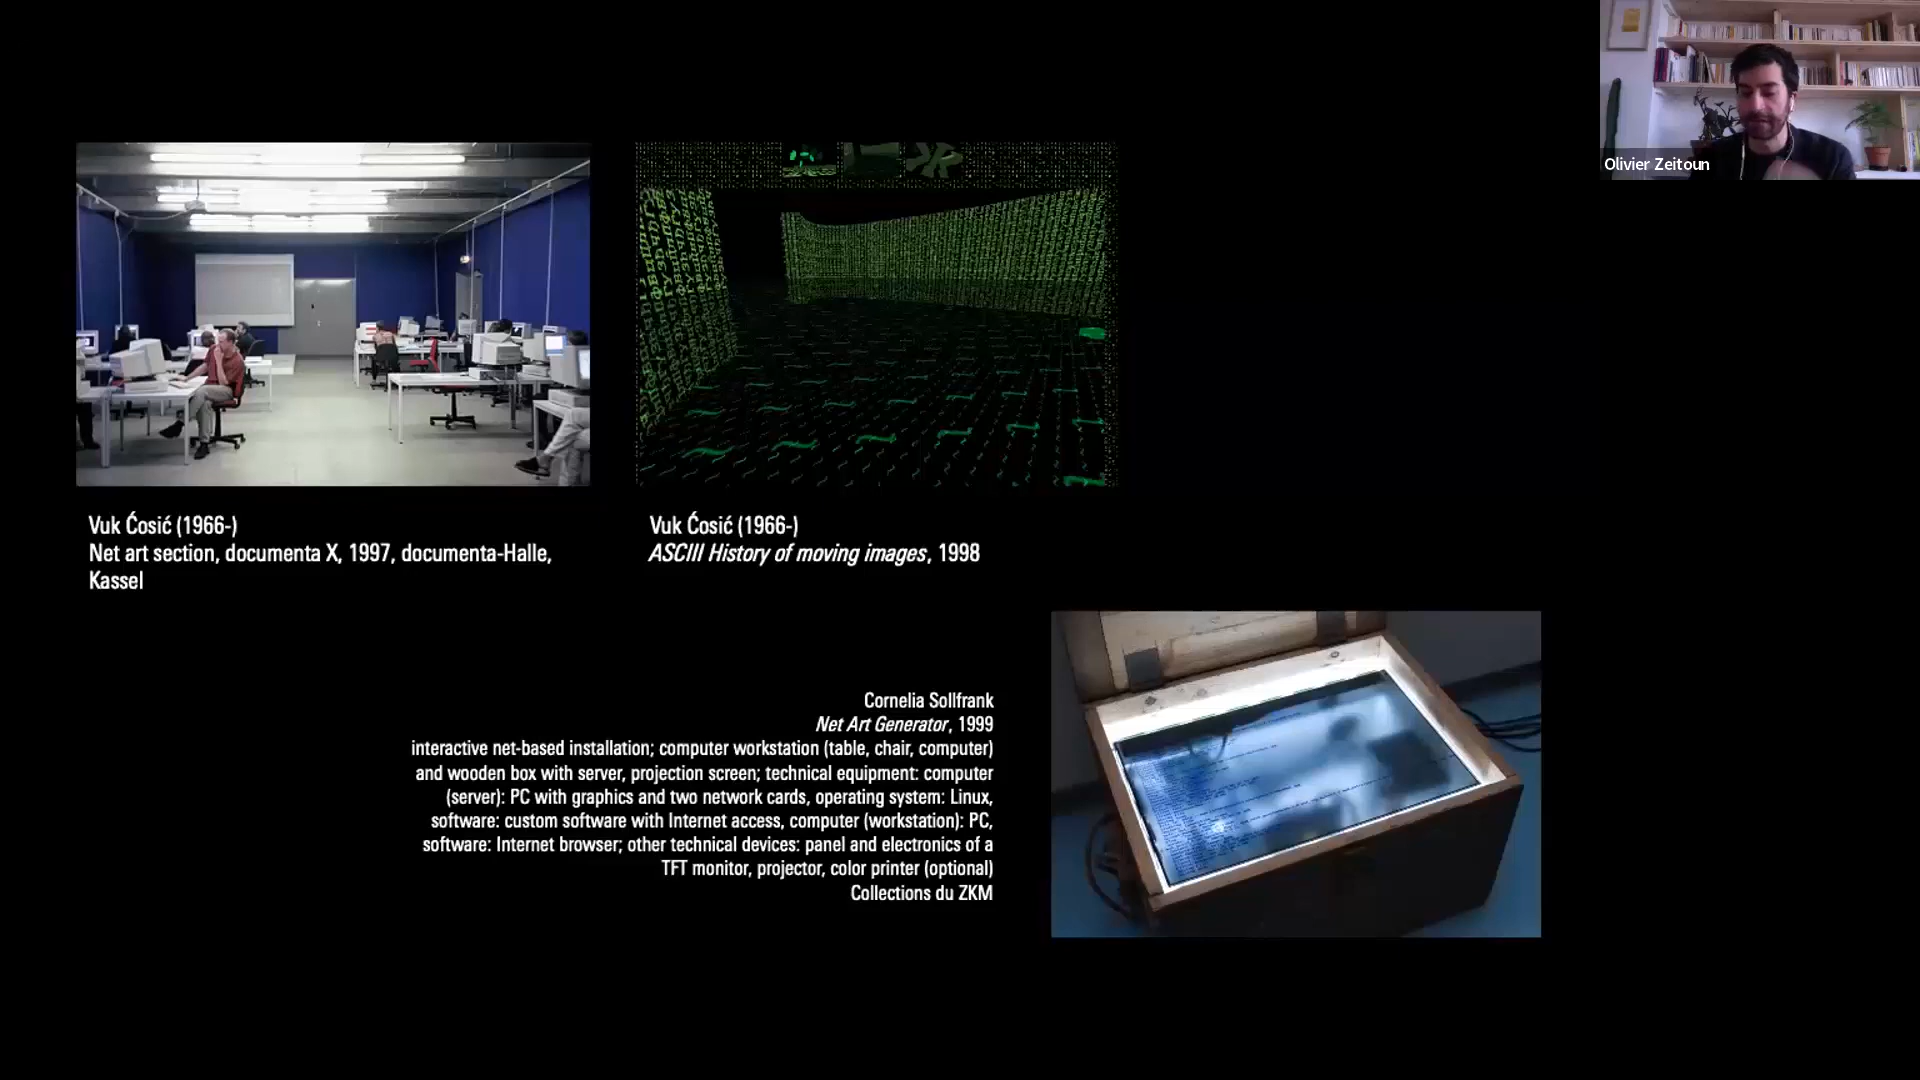 Olivier Zeitoun
Vuk Ćosić (1966-)
Net art section, documenta X, 1997, documenta-Halle,
Kassel
Vuk Ćosić (1966-)
ASCIII History of moving images, 1998
Cornelia Sollfrank
Net Art Generator, 1999
interactive net-based installation; computer workstation (table, chair, computer)
and wooden box with server, projection screen; technical equipment: computer
(server): PC with graphics and two network cards, operating system: Linux,
software: custom software with Internet access, computer (workstation): PC,
software: Internet browser; other technical devices: panel and electronics of a
TFT monitor, projector, color printer (optional)
Collections du ZKM